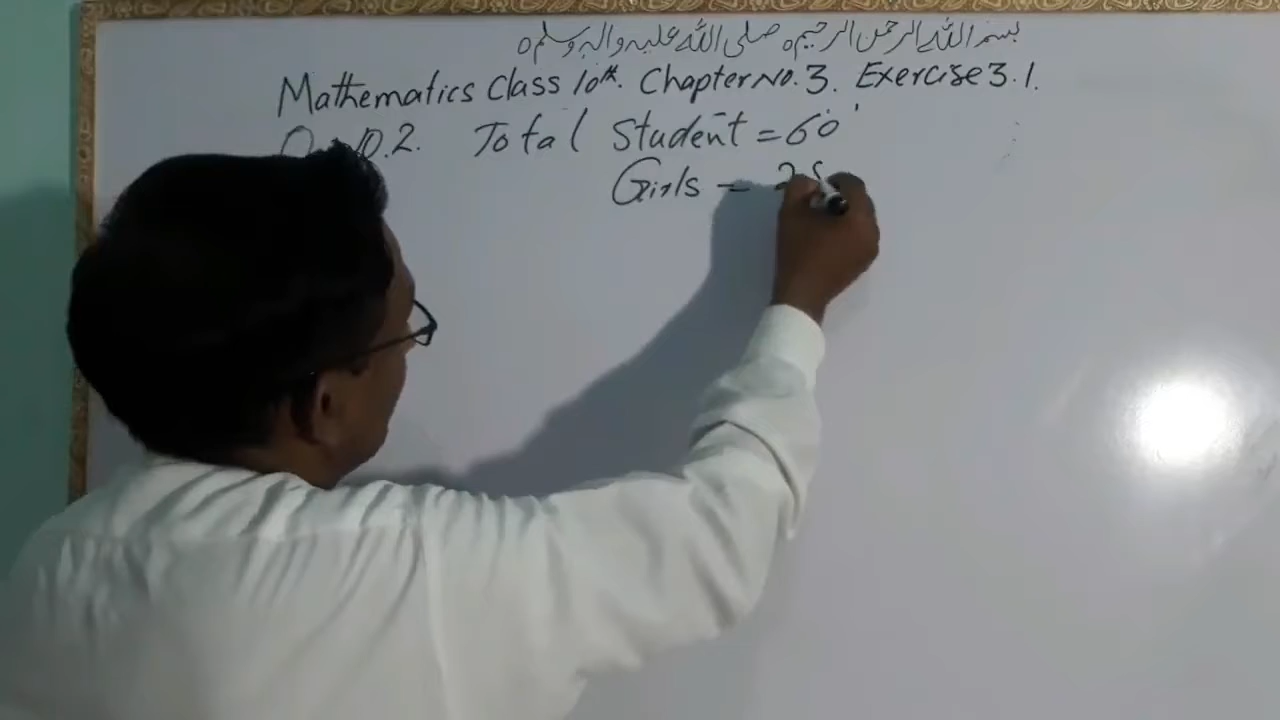 بسم اللہ الرحمن الرحیم صلی اللہ علیہ والہ وسلم
Mathematics Class 10th. Chapter No. 3. Exercise 3.1.
2. Total Student = 60
Girls =